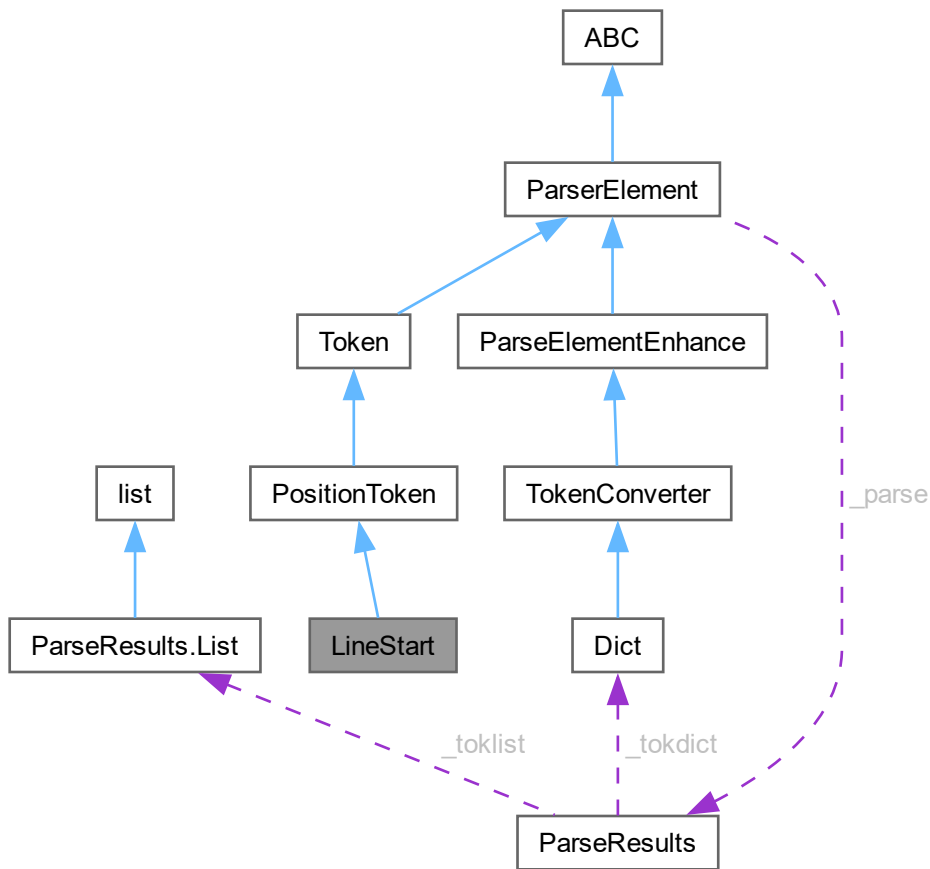 ABC
ParserElement
Token
ParseElementEnhance
list
PositionToken
TokenConverter
_parse
ParseResults.List
LineStart
Dict
_toklist
_tokdict
ParseResults